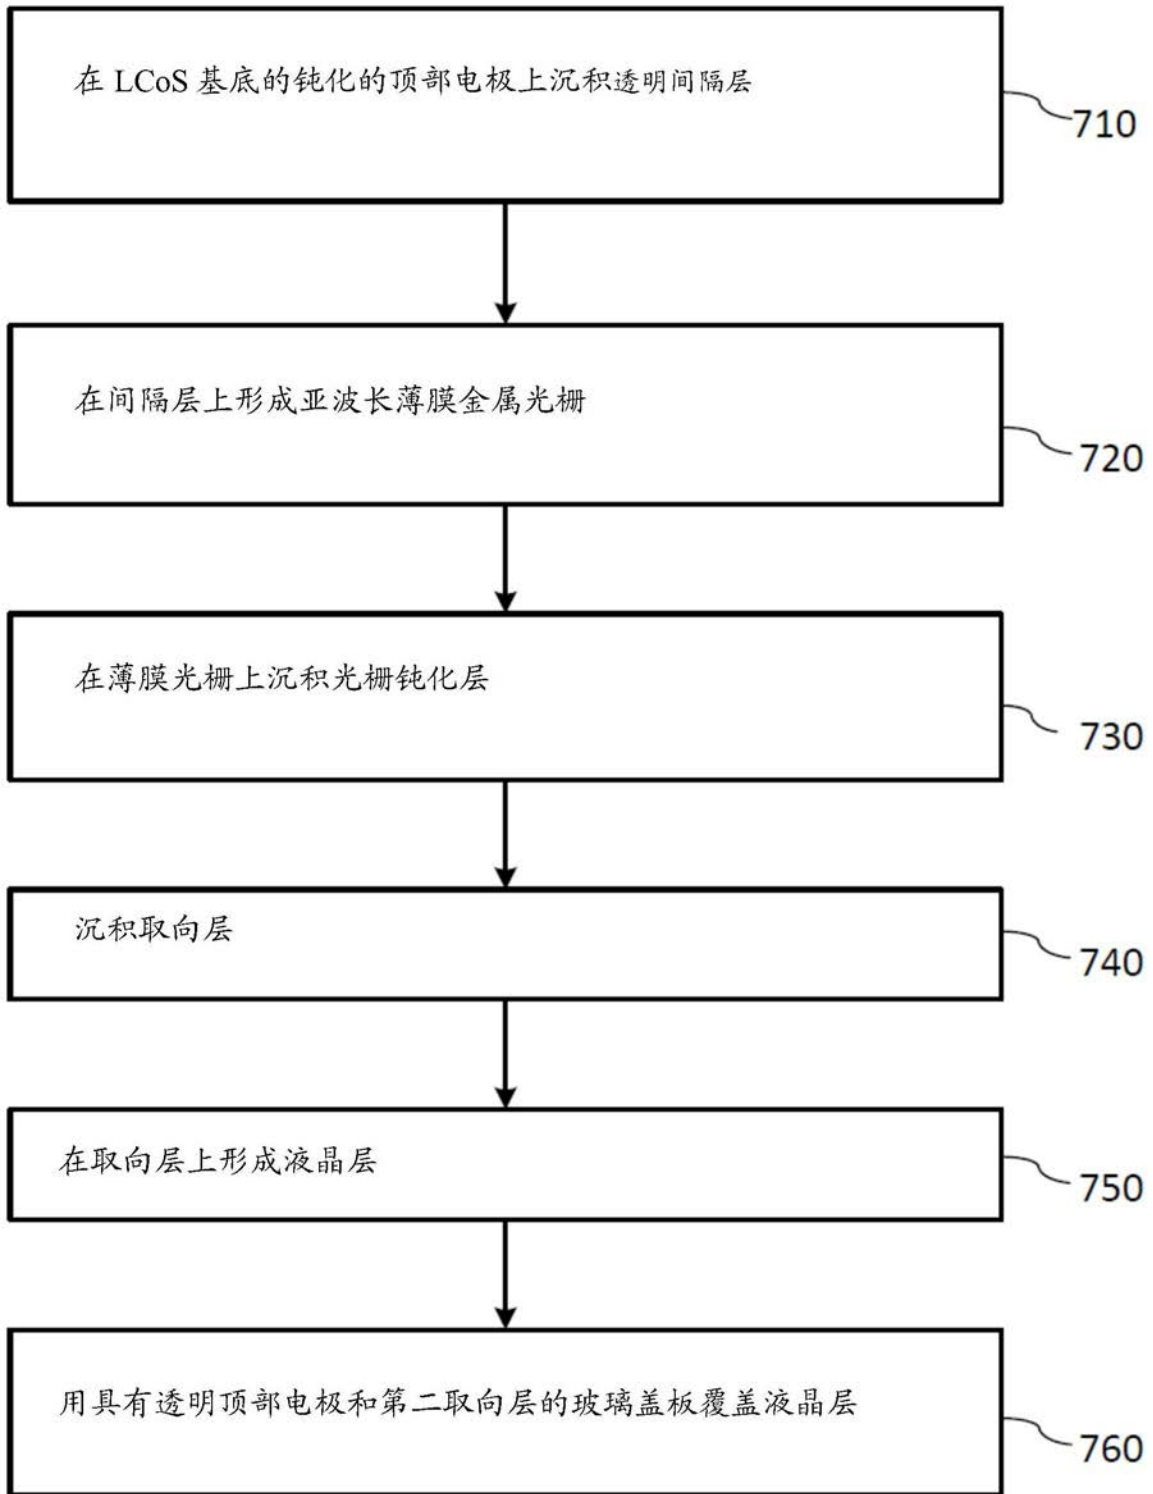 在 LCoS 基底的钝化的顶部电极上沉积透明间隔层
710
在间隔层上形成亚波长薄膜金属光栅
720
在薄膜光栅上沉积光栅钝化层
730
沉积取向层
740
在取向层上形成液晶层
750
用具有透明顶部电极和第二取向层的玻璃盖板覆盖液晶层
760